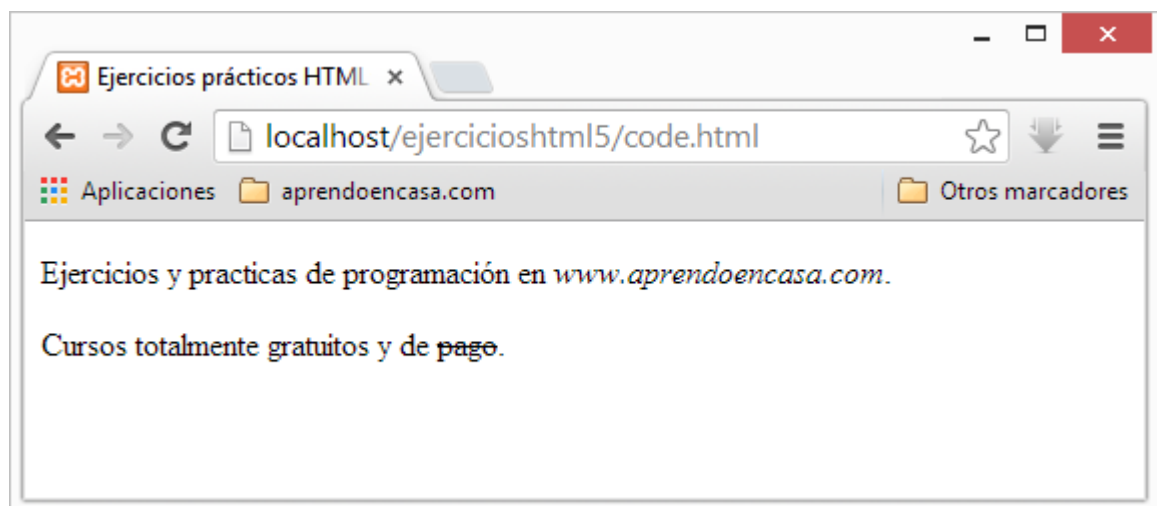 Ejercicios prácticos HTML
localhost/ejercicioshtml5/code.html
Aplicaciones aprendoencasa.com Otros marcadores
Ejercicios y practicas de programación en www.aprendoencasa.com.
Cursos totalmente gratuitos y de pago.